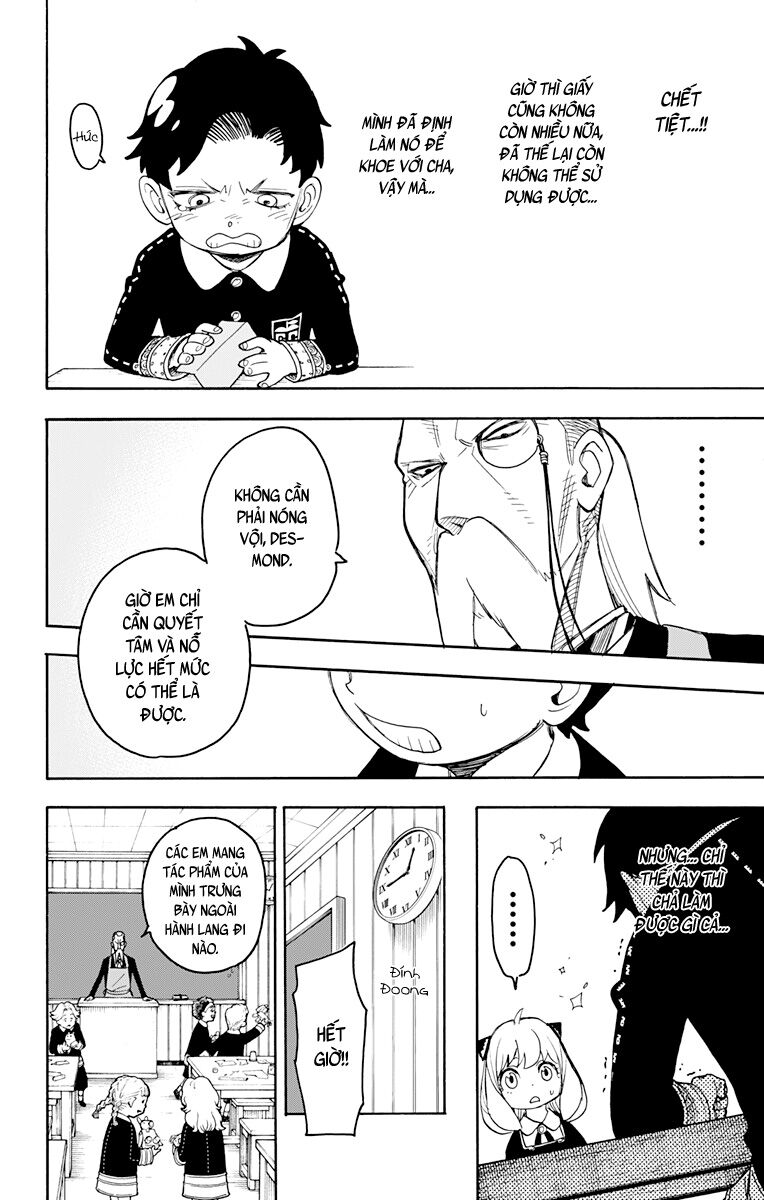 CHẾT
TIỆT...!!
GIỜ THÌ GIẤY
CŨNG KHÔNG
CÒN NHIỀU NỮA,
ĐÃ THẾ LẠI CÒN
KHÔNG THỂ SỬ
DỤNG ĐƯỢC...
MÌNH ĐÃ ĐỊNH
LÀM NÓ ĐỂ
KHOE VỚI CHA,
VẬY MÀ...
Hức
KHÔNG CẦN
PHẢI NÓNG
VỘI, DES-
MOND.
GIỜ EM CHỈ
CẦN QUYẾT
TÂM VÀ NỖ
LỰC HẾT MỨC
CÓ THỂ LÀ
ĐƯỢC.
NHƯNG... CHỈ
THẾ NÀY THÌ
CHẢ LÀM
ĐƯỢC GÌ CẢ...
Đính
Đoong
HẾT
GIỜ!!
CÁC EM MANG
TÁC PHẨM CỦA
MÌNH TRƯNG
BÀY NGOÀI
HÀNH LANG ĐI
NÀO.